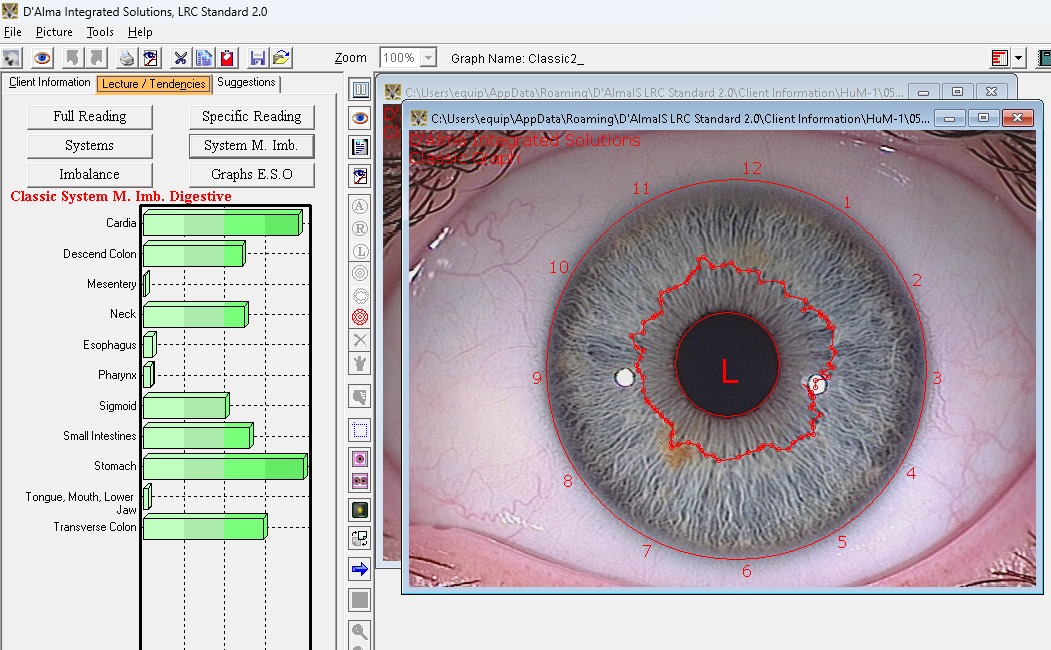 D'Alma Integrated Solutions, LRC Standard 2.0
File Picture Tools Help
Zoom 100% Graph Name: Classic2_
Client Information Lecture / Tendencies Suggestions
Full Reading Specific Reading
Systems System M. Imb.
Imbalance Graphs E.S.O
Classic System M. Imb. Digestive
Cardia
Descend Colon
Mesentery
Neck
Esophagus
Pharynx
Sigmoid
Small Intestines
Stomach
Tongue, Mouth, Lower
Jaw
Transverse Colon
A
R
L
C:\Users\equip\AppData\Roaming\D'AlmaIS LRC Standard 2.0\Client Information\HuM-1\05...
C:\Users\equip\AppData\Roaming\D'AlmaIS LRC Standard 2.0\Client Information\HuM-1\05...
D'Alma Integrated Solutions
Classic Graph
12
11 1
10 2
L
9 3
8 4
7 5
6